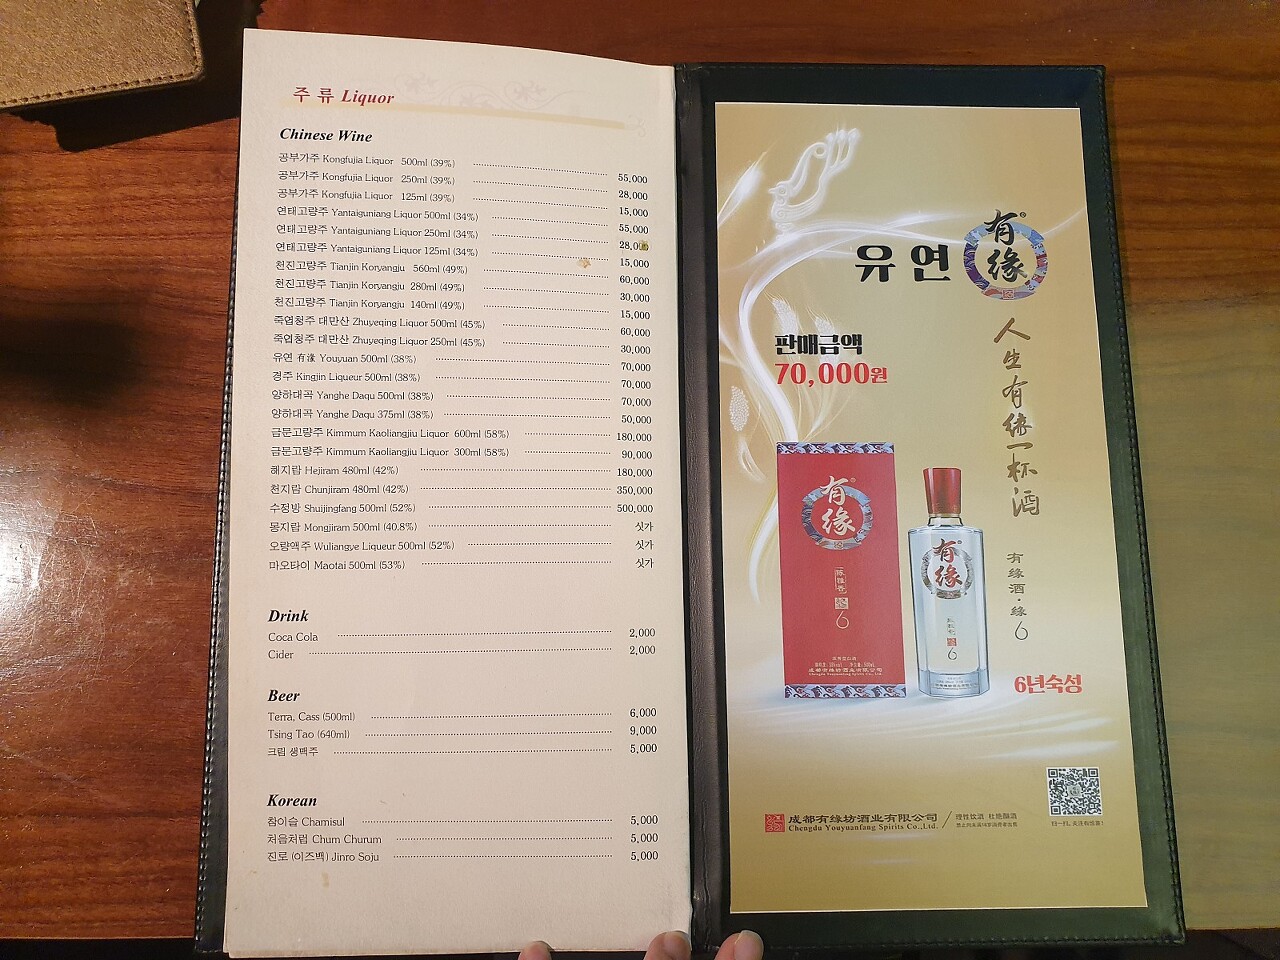 주 류 Liquor
Chinese Wine
공부가주 Kongfujia Liquor 500ml (39%) 55,000
공부가주 Kongfujia Liquor 250ml (39%) 28,000
공부가주 Kongfujia Liquor 125ml (39%) 15,000
연태고량주 Yantaiguniang Liquor 500ml (34%) 55,000
연태고량주 Yantaiguniang Liquor 250ml (34%) 28,000
연태고량주 Yantaiguniang Liquor 125ml (34%) 15,000
천진고량주 Tianjin Koryangju 560ml (49%) 60,000
천진고량주 Tianjin Koryangju 280ml (49%) 30,000
천진고량주 Tianjin Koryangju 140ml (49%) 15,000
죽엽청주 대만산 Zhuyeqing Liquor 500ml (45%) 60,000
죽엽청주 대만산 Zhuyeqing Liquor 250ml (45%) 30,000
유연 有緣 Youyuan 500ml (38%) 70,000
경주 Kingjin Liqueur 500ml (38%) 70,000
양하대곡 Yanghe Daqu 500ml (38%) 70,000
양하대곡 Yanghe Daqu 375ml (38%) 50,000
금문고량주 Kimmum Kaoliangjiu Liquor 600ml (58%) 180,000
금문고량주 Kimmum Kaoliangjiu Liquor 300ml (58%) 90,000
해지람 Hejiram 480ml (42%) 180,000
천지람 Chunjiram 480ml (42%) 350,000
수정방 Shuijingfang 500ml (52%) 500,000
몽지람 Mongjiram 500ml (40.8%) 싯가
오량액주 Wuliangye Liqueur 500ml (52%) 싯가
마오타이 Maotai 500ml (53%) 싯가
Drink
Coca Cola 2,000
Cider 2,000
Beer
Terra, Cass (500ml) 6,000
Tsing Tao (640ml) 9,000
크림 생맥주 5,000
Korean
참이슬 Chamisul 5,000
처음처럼 Chum Churum 5,000
진로 (이즈백) Jinro Soju 5,000
유연
有缘®
人生有缘一杯酒
판매금액
70,000원
有缘
6
有缘
6
有缘酒·缘6
6년숙성
成都有缘坊酒业有限公司
Chengdu Youyuanfang Spirits Co.,Ltd.
理性饮酒 杜绝酗酒